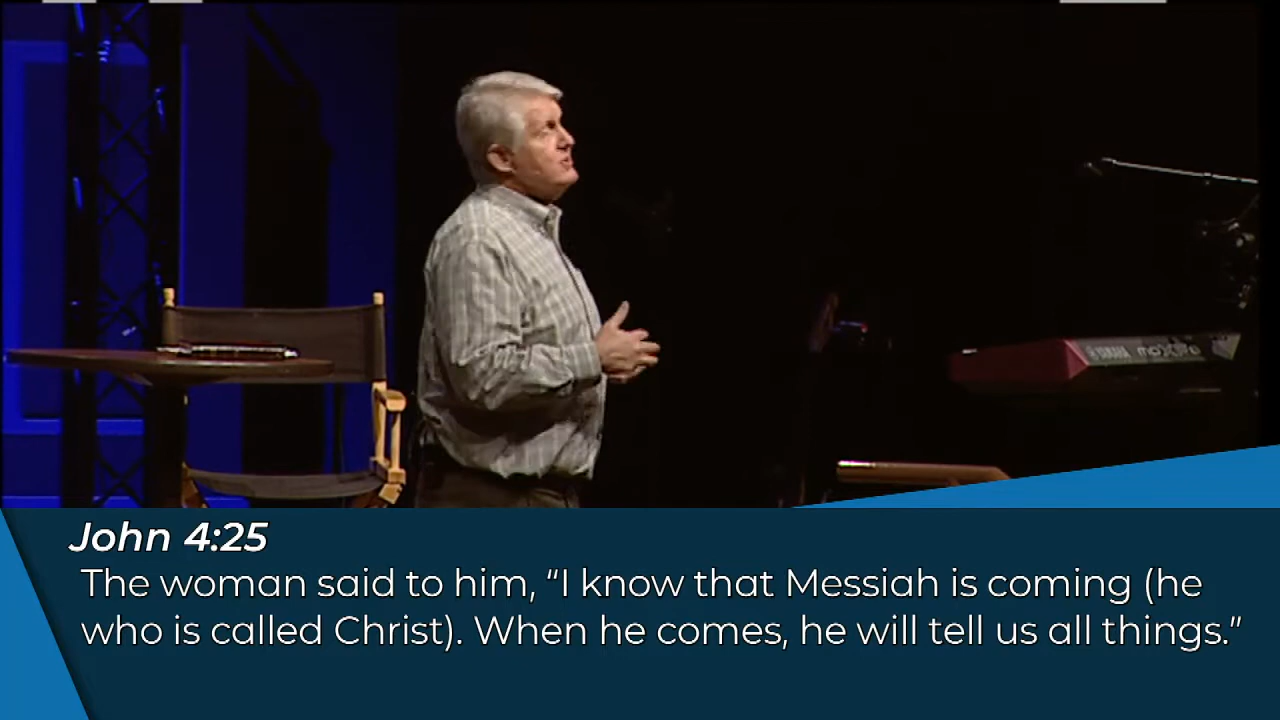 John 4:25
The woman said to him, “I know that Messiah is coming (he
who is called Christ). When he comes, he will tell us all things.”
YAMAHA